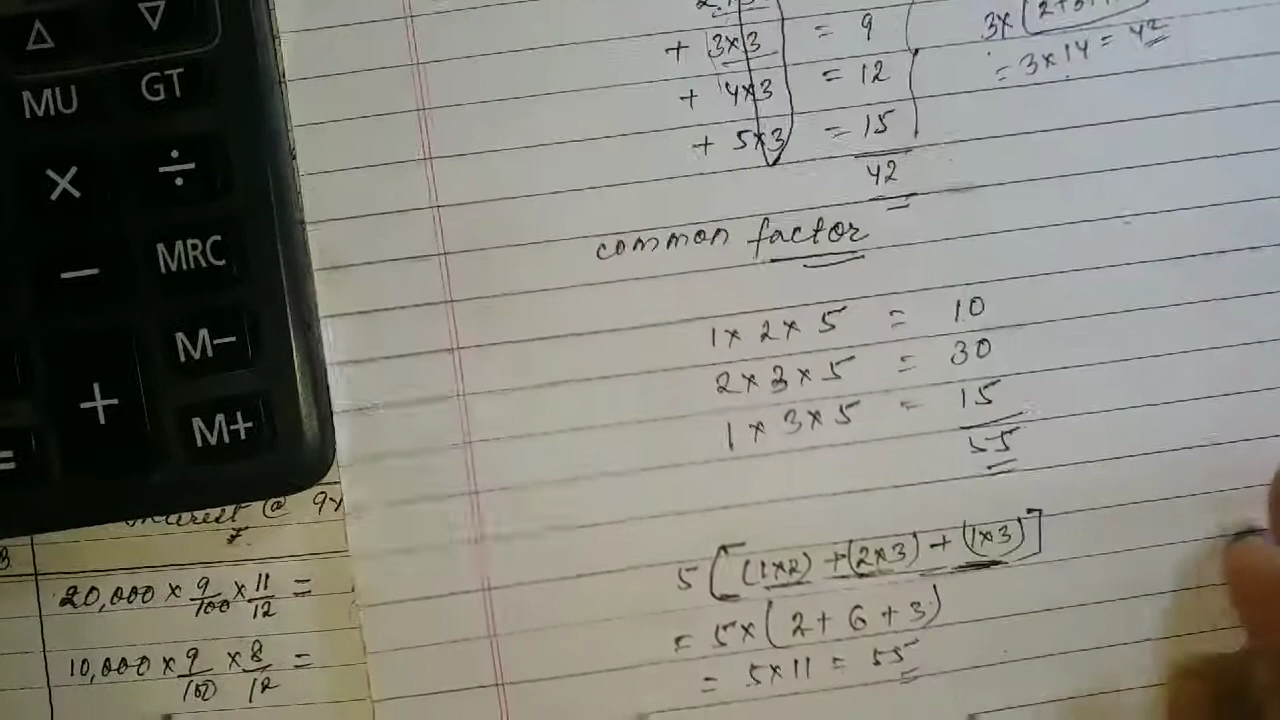 △ ▽
MU GT
× ÷
− MRC
M−
+ M+
=
+ 3×3 = 9
+ 4×3 = 12
+ 5×3 = 15
42
= 3×14 = 42
common factor
1×2×5 = 10
2×3×5 = 30
1×3×5 = 15
55
5[(1×2)+(2×3)+(1×3)]
= 5×(2+6+3)
= 5×11 = 55
Interest @ 9%
20,000 × 9/100 × 11/12 =
10,000 × 9/100 × 8/12 =